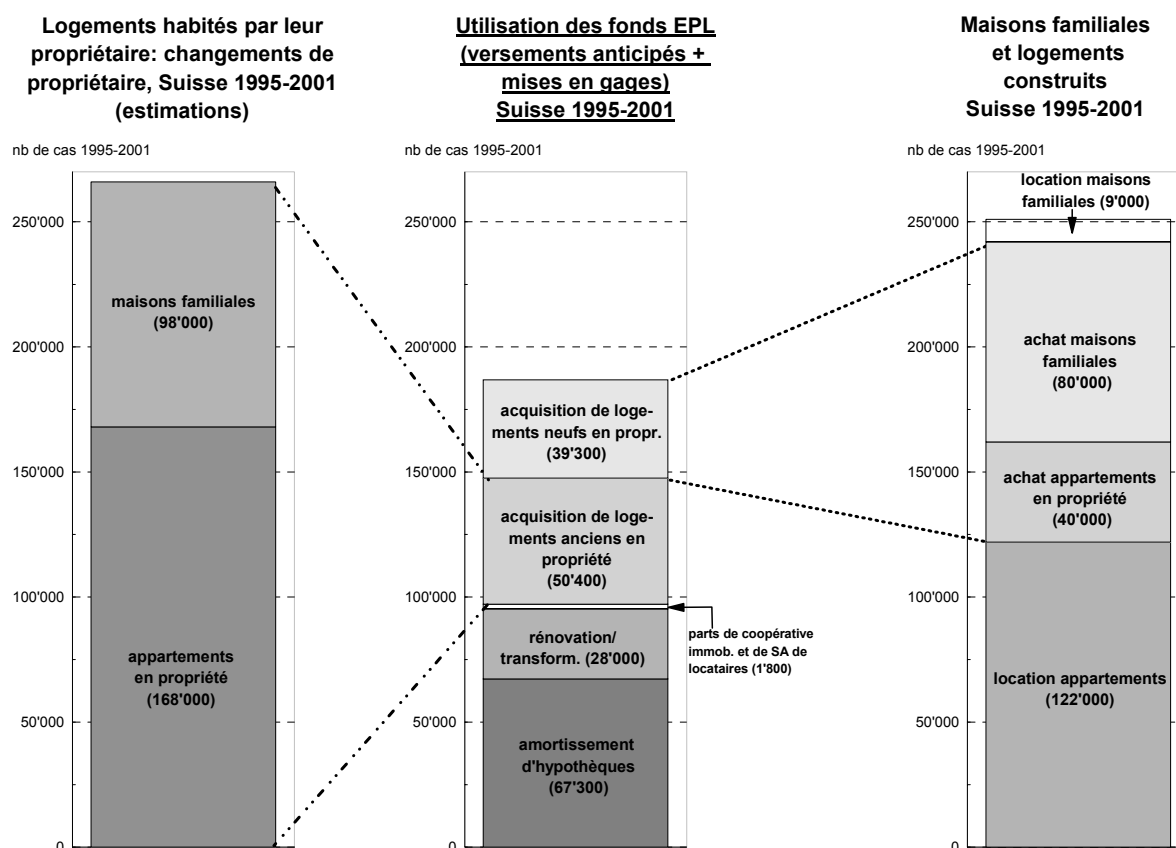 Logements habités par leur
propriétaire: changements de
propriétaire, Suisse 1995-2001
(estimations)
nb de cas 1995-2001
250'000
200'000
150'000
100'000
50'000
0
maisons familiales
(98'000)
appartements
en propriété
(168'000)
Utilisation des fonds EPL
(versements anticipés +
mises en gages)
Suisse 1995-2001
nb de cas 1995-2001
250'000
200'000
150'000
100'000
50'000
0
acquisition de loge-
ments neufs en propr.
(39'300)
acquisition de loge-
ments anciens en
propriété
(50'400)
rénovation/
transform. (28'000)
amortissement
d'hypothèques
(67'300)
parts de coopérative
immob. et de SA de
locataires (1'800)
Maisons familiales
et logements
construits
Suisse 1995-2001
nb de cas 1995-2001
250'000
200'000
150'000
100'000
50'000
0
location maisons
familiales (9'000)
achat maisons
familiales
(80'000)
achat appartements
en propriété
(40'000)
location appartements
(122'000)